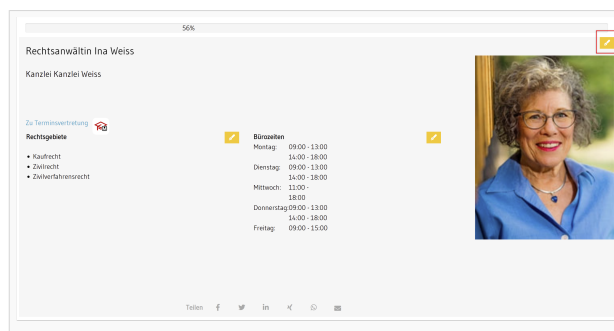 56%
Rechtsanwältin Ina Weiss
Kanzlei Kanzlei Weiss
Zu Terminsvertretung
Rechtsgebiete
• Kaufrecht
• Zivilrecht
• Zivilverfahrensrecht
Bürozeiten
Montag: 09:00 - 13:00
14:00 - 18:00
Dienstag: 09:00 - 13:00
14:00 - 18:00
Mittwoch: 11:00 -
18:00
Donnerstag:09:00 - 13:00
14:00 - 18:00
Freitag: 09:00 - 15:00
Teilen